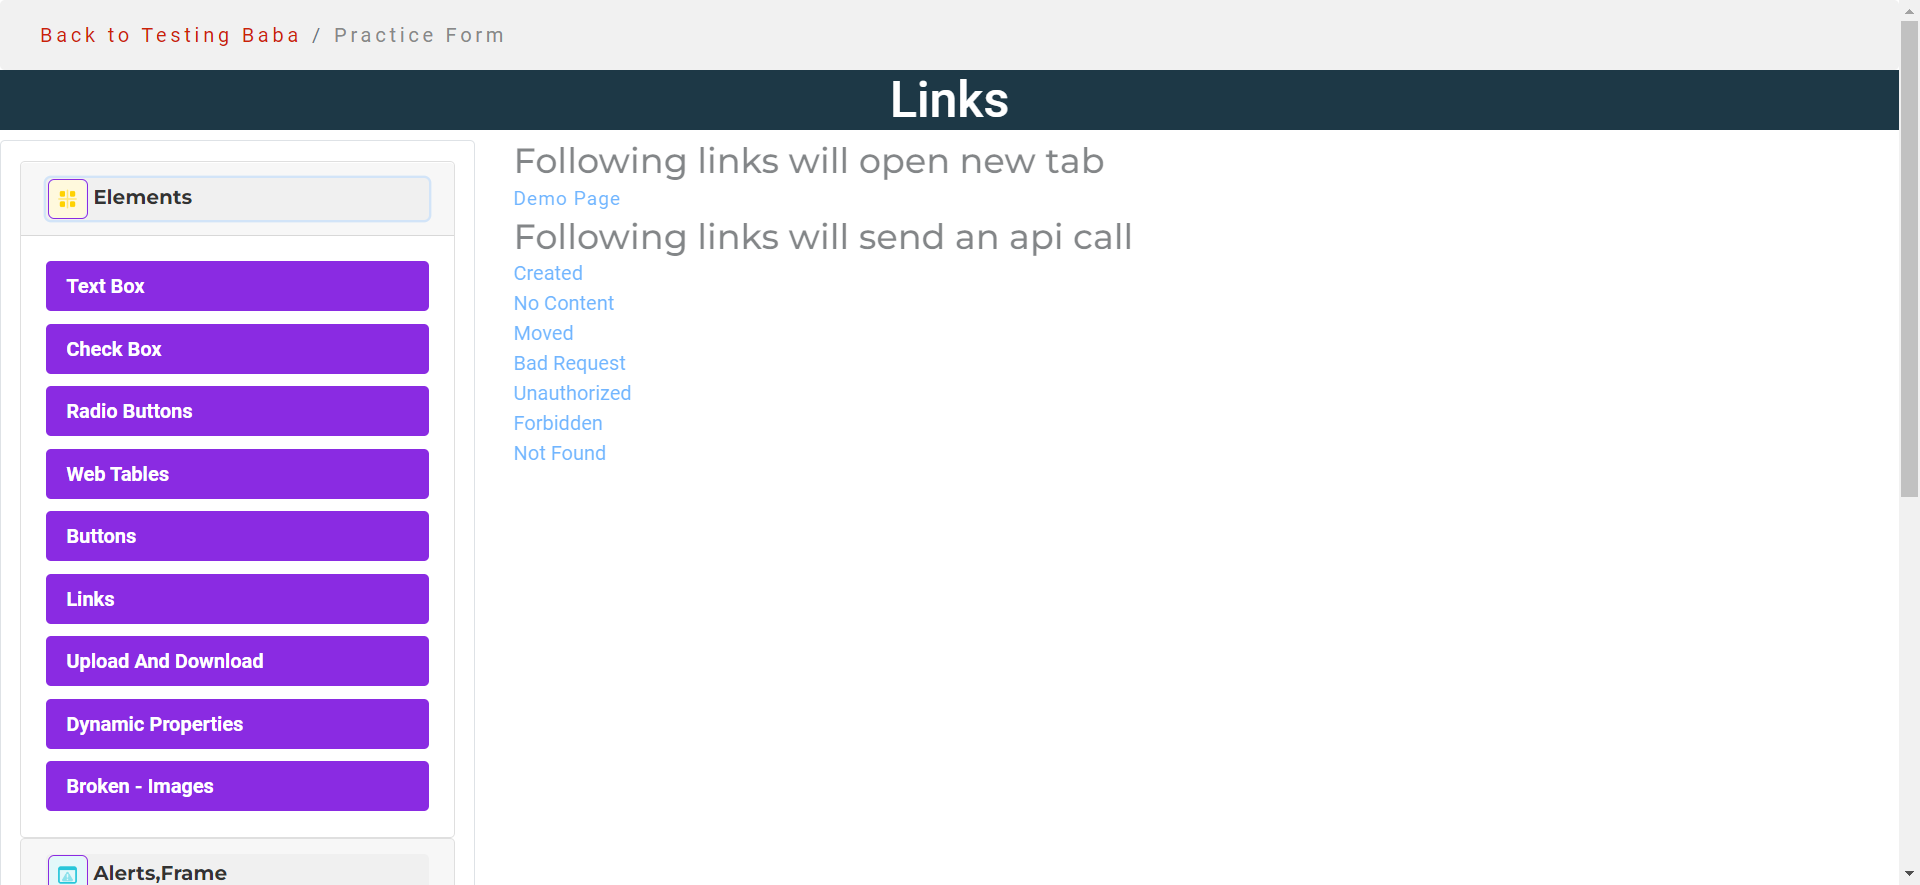 Back to Testing Baba / Practice Form
Links
Elements
Text Box
Check Box
Radio Buttons
Web Tables
Buttons
Links
Upload And Download
Dynamic Properties
Broken - Images
Alerts,Frame
Following links will open new tab
Demo Page
Following links will send an api call
Created
No Content
Moved
Bad Request
Unauthorized
Forbidden
Not Found